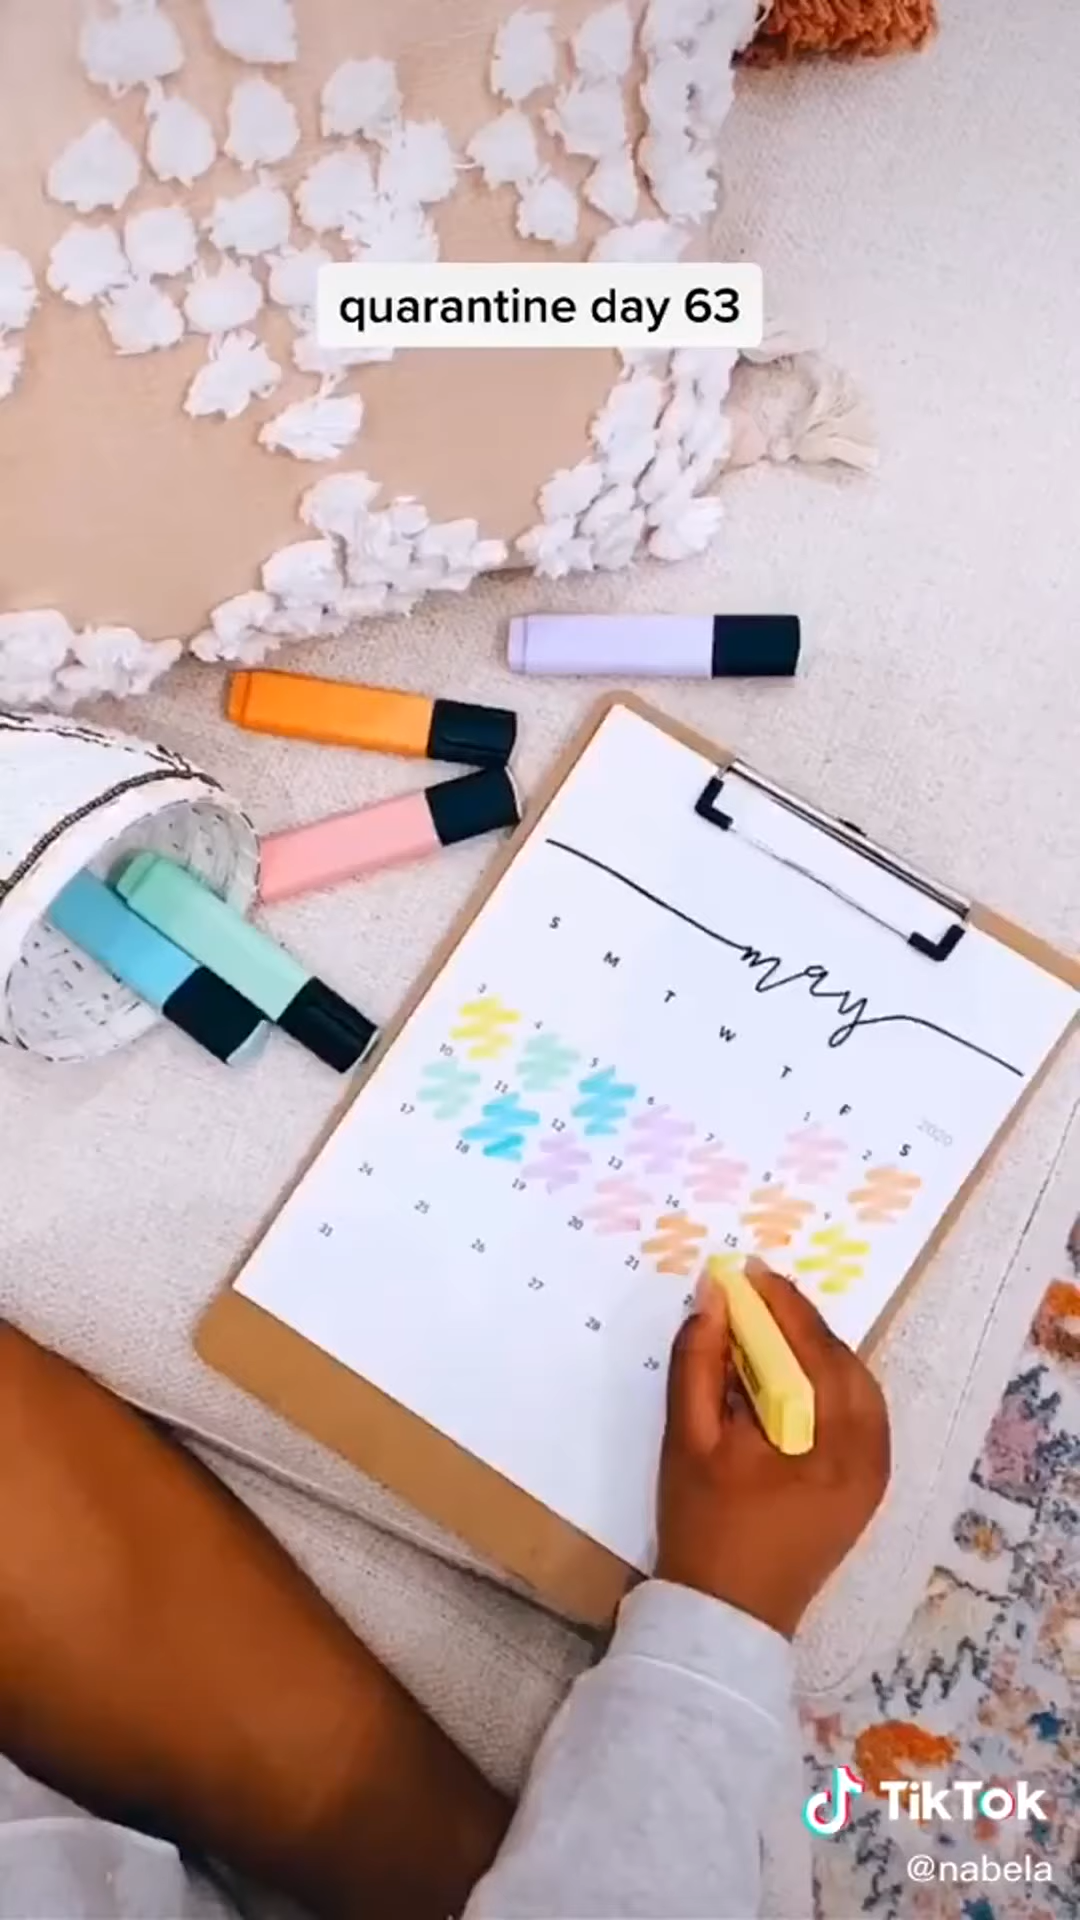 quarantine day 63
may
2020
S M T W T F S
1 2
3 4 5 6 7 8 9
10 11 12 13 14 15
17 18 19 20 21
24 25 26 27 28 29
31
TikTok
@nabela